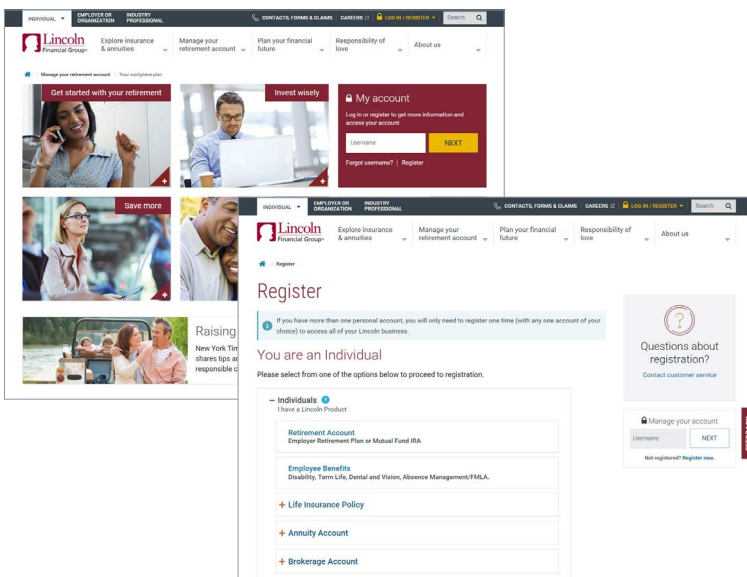 INDIVIDUAL
EMPLOYER OR
ORGANIZATION
INDUSTRY
PROFESSIONAL
CONTACTS, FORMS & CLAIMS
CAREERS
LOG IN / REGISTER
Search
Lincoln
Financial Group®
Explore insurance
& annuities
Manage your
retirement account
Plan your financial
future
Responsibility of
love
About us
Manage your retirement account
Your workplace plan
Get started with your retirement
Invest wisely
My account
Log in or register to get more information and
access your account
Username
NEXT
Forgot username? | Register
Save more
Raising
New York Tim
shares tips ar
responsible c
INDIVIDUAL
EMPLOYER OR
ORGANIZATION
INDUSTRY
PROFESSIONAL
CONTACTS, FORMS & CLAIMS
CAREERS
LOG IN / REGISTER
Search
Lincoln
Financial Group®
Explore insurance
& annuities
Manage your
retirement account
Plan your financial
future
Responsibility of
love
About us
Register
Register
If you have more than one personal account, you will only need to register one time (with any one account of your
choice) to access all of your Lincoln business.
You are an Individual
Please select from one of the options below to proceed to registration.
Individuals ?
I have a Lincoln Product
Retirement Account
Employer Retirement Plan or Mutual Fund IRA
Employee Benefits
Disability, Term Life, Dental and Vision, Absence Management/FMLA.
+ Life Insurance Policy
+ Annuity Account
+ Brokerage Account
?
Questions about
registration?
Contact customer service
Manage your account
Username
NEXT
Not registered? Register now.